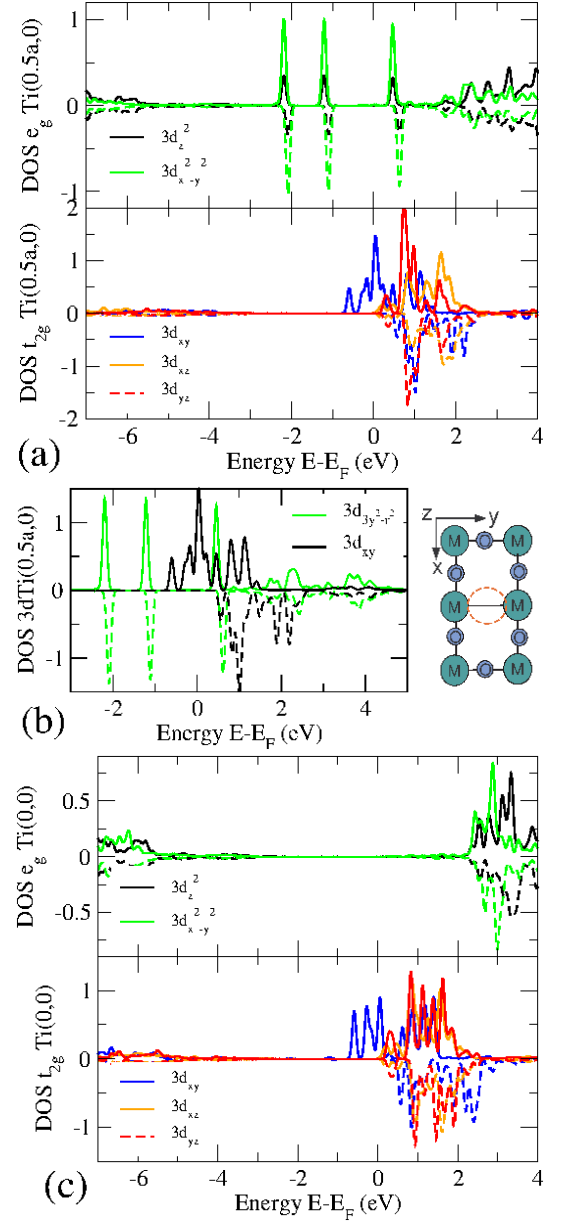 DOS e_g Ti(0.5a,0)
1
0
-1
3d_z^2
3d_x^2-y^2
DOS t_2g Ti(0.5a,0)
2
1
0
-1
-2
3d_xy
3d_xz
3d_yz
-6 -4 -2 0 2 4
Energy E-E_F (eV)
(a)
DOS 3dTi(0.5a,0)
1
0
-1
3d_3y^2-r^2
3d_xy
-2 0 2 4
Energy E-E_F (eV)
(b)
z y
x
M O M
O O
M M
O O
M O M
DOS e_g Ti(0,0)
0.5
0
-0.5
3d_z^2
3d_x^2-y^2
DOS t_2g Ti(0,0)
1
0
-1
3d_xy
3d_xz
3d_yz
-6 -4 -2 0 2 4
Energy E-E_F (eV)
(c)